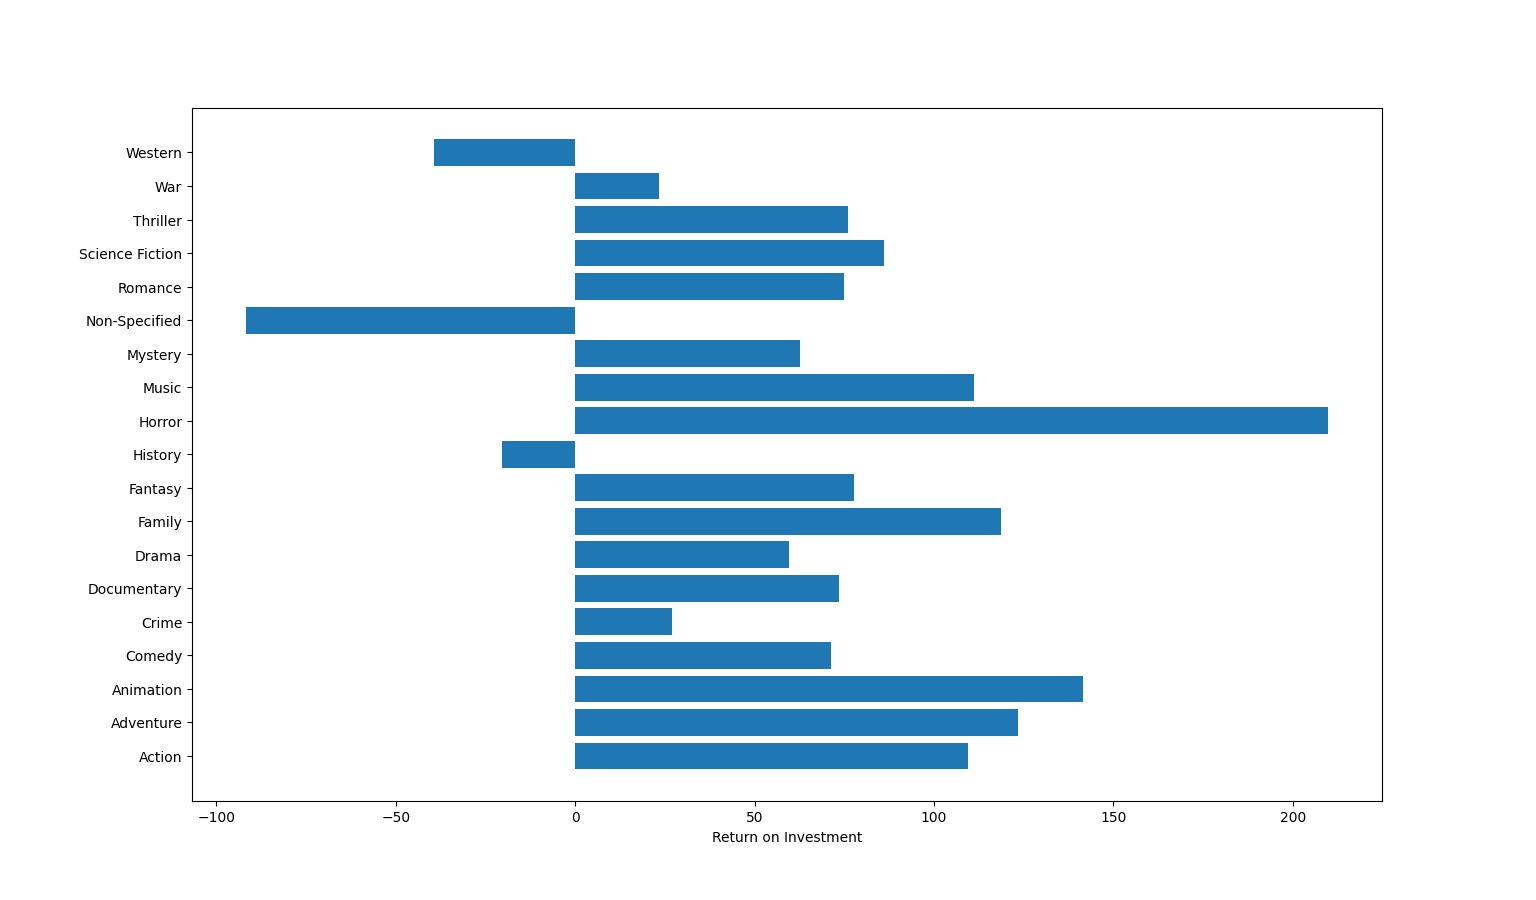 Western
War
Thriller
Science Fiction
Romance
Non-Specified
Mystery
Music
Horror
History
Fantasy
Family
Drama
Documentary
Crime
Comedy
Animation
Adventure
Action
−100 −50 0 50 100 150 200
Return on Investment